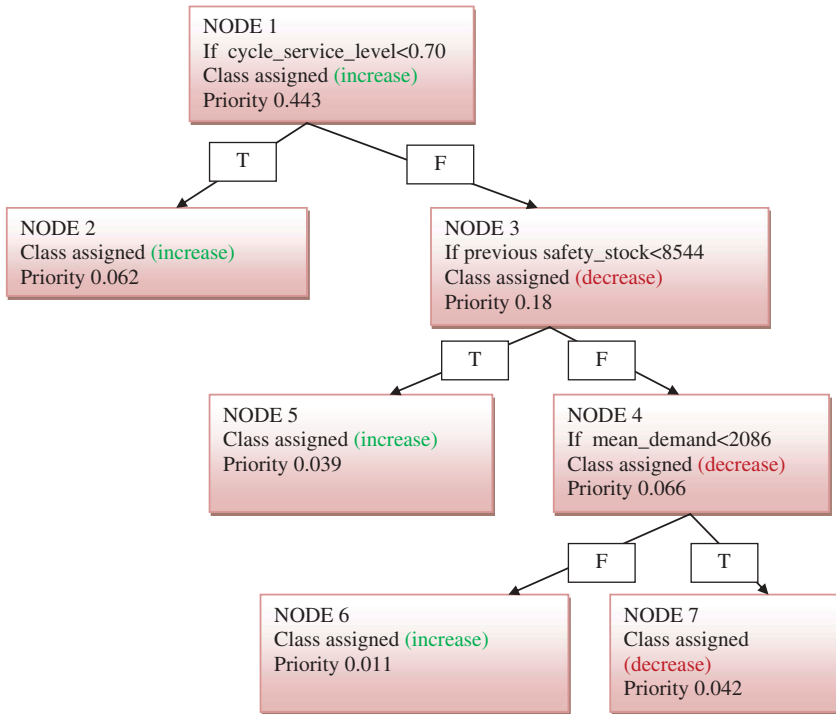 NODE 1
If cycle_service_level<0.70
Class assigned (increase)
Priority 0.443
T
F
NODE 2
Class assigned (increase)
Priority 0.062
NODE 3
If previous safety_stock<8544
Class assigned (decrease)
Priority 0.18
T
F
NODE 5
Class assigned (increase)
Priority 0.039
NODE 4
If mean_demand<2086
Class assigned (decrease)
Priority 0.066
F
T
NODE 6
Class assigned (increase)
Priority 0.011
NODE 7
Class assigned
(decrease)
Priority 0.042